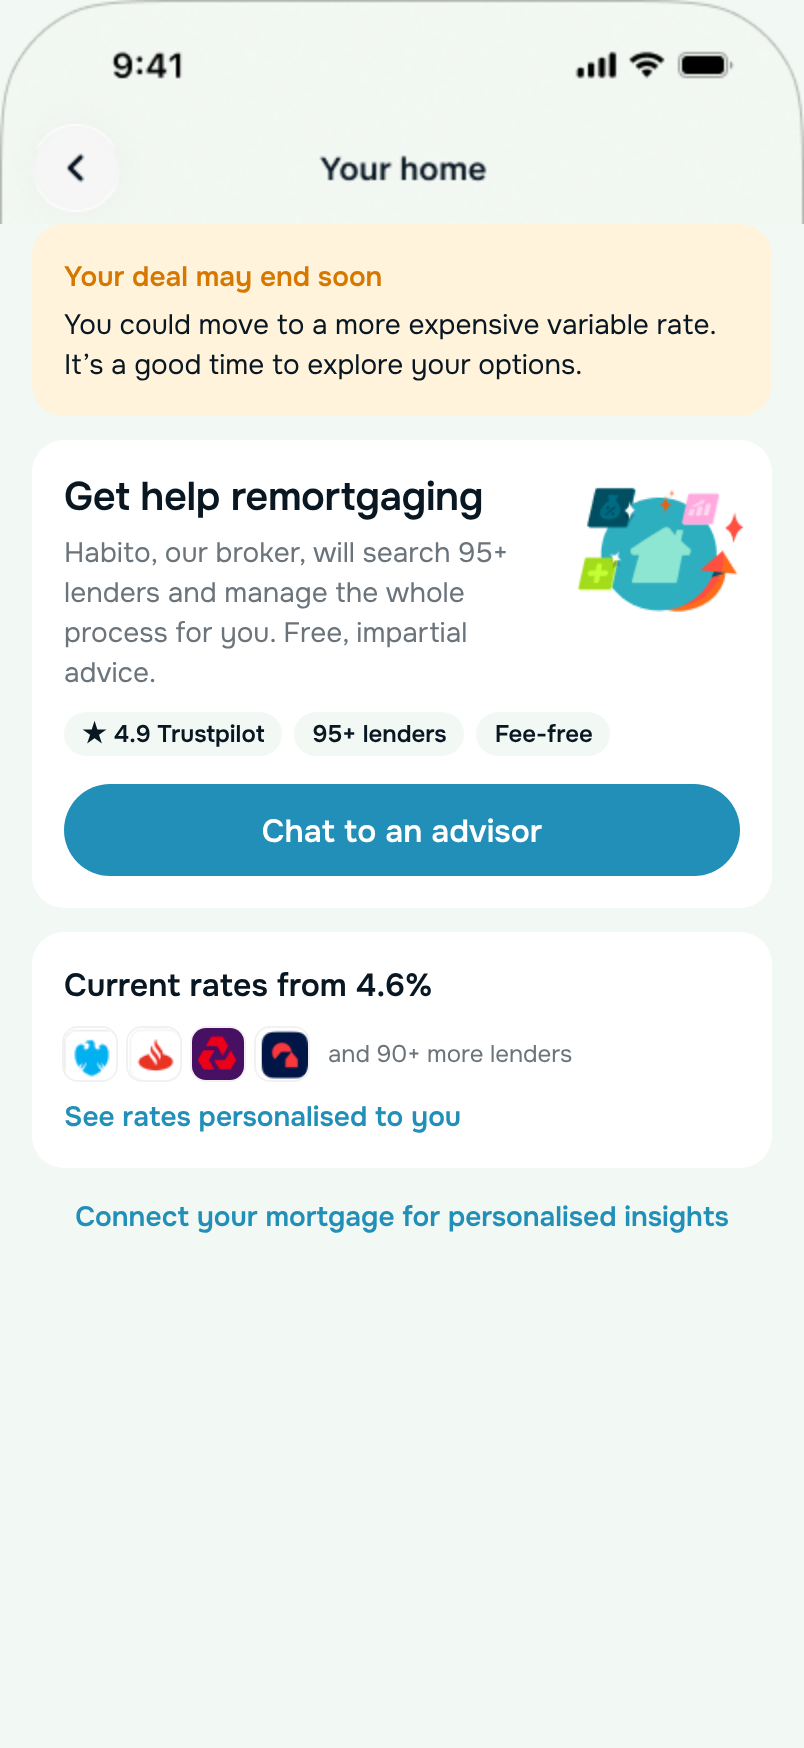 9:41
Your home
Your deal may end soon
You could move to a more expensive variable rate.
It’s a good time to explore your options.
Get help remortgaging
Habito, our broker, will search 95+
lenders and manage the whole
process for you. Free, impartial
advice.
★ 4.9 Trustpilot 95+ lenders Fee-free
Chat to an advisor
Current rates from 4.6%
and 90+ more lenders
See rates personalised to you
Connect your mortgage for personalised insights